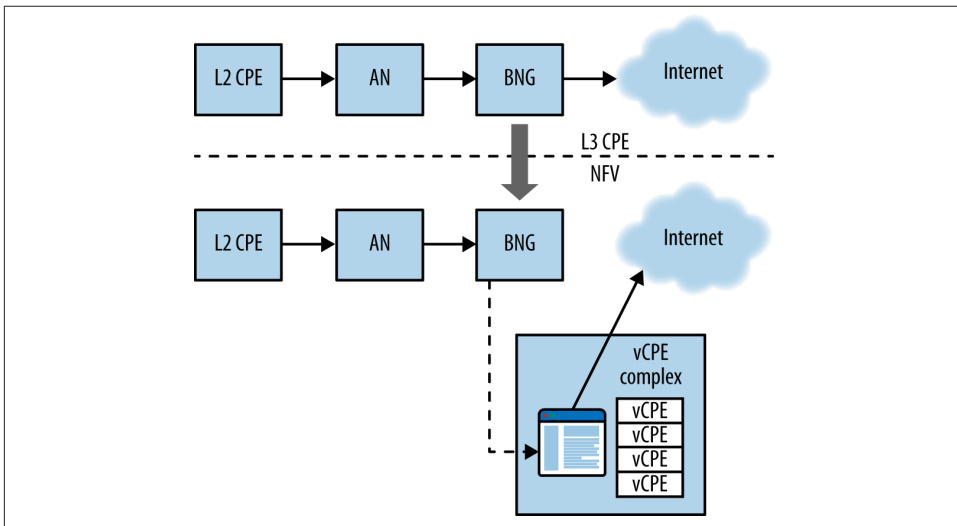 L2 CPE
AN
BNG
Internet
L3 CPE
NFV
L2 CPE
AN
BNG
Internet
vCPE
complex
vCPE
vCPE
vCPE
vCPE